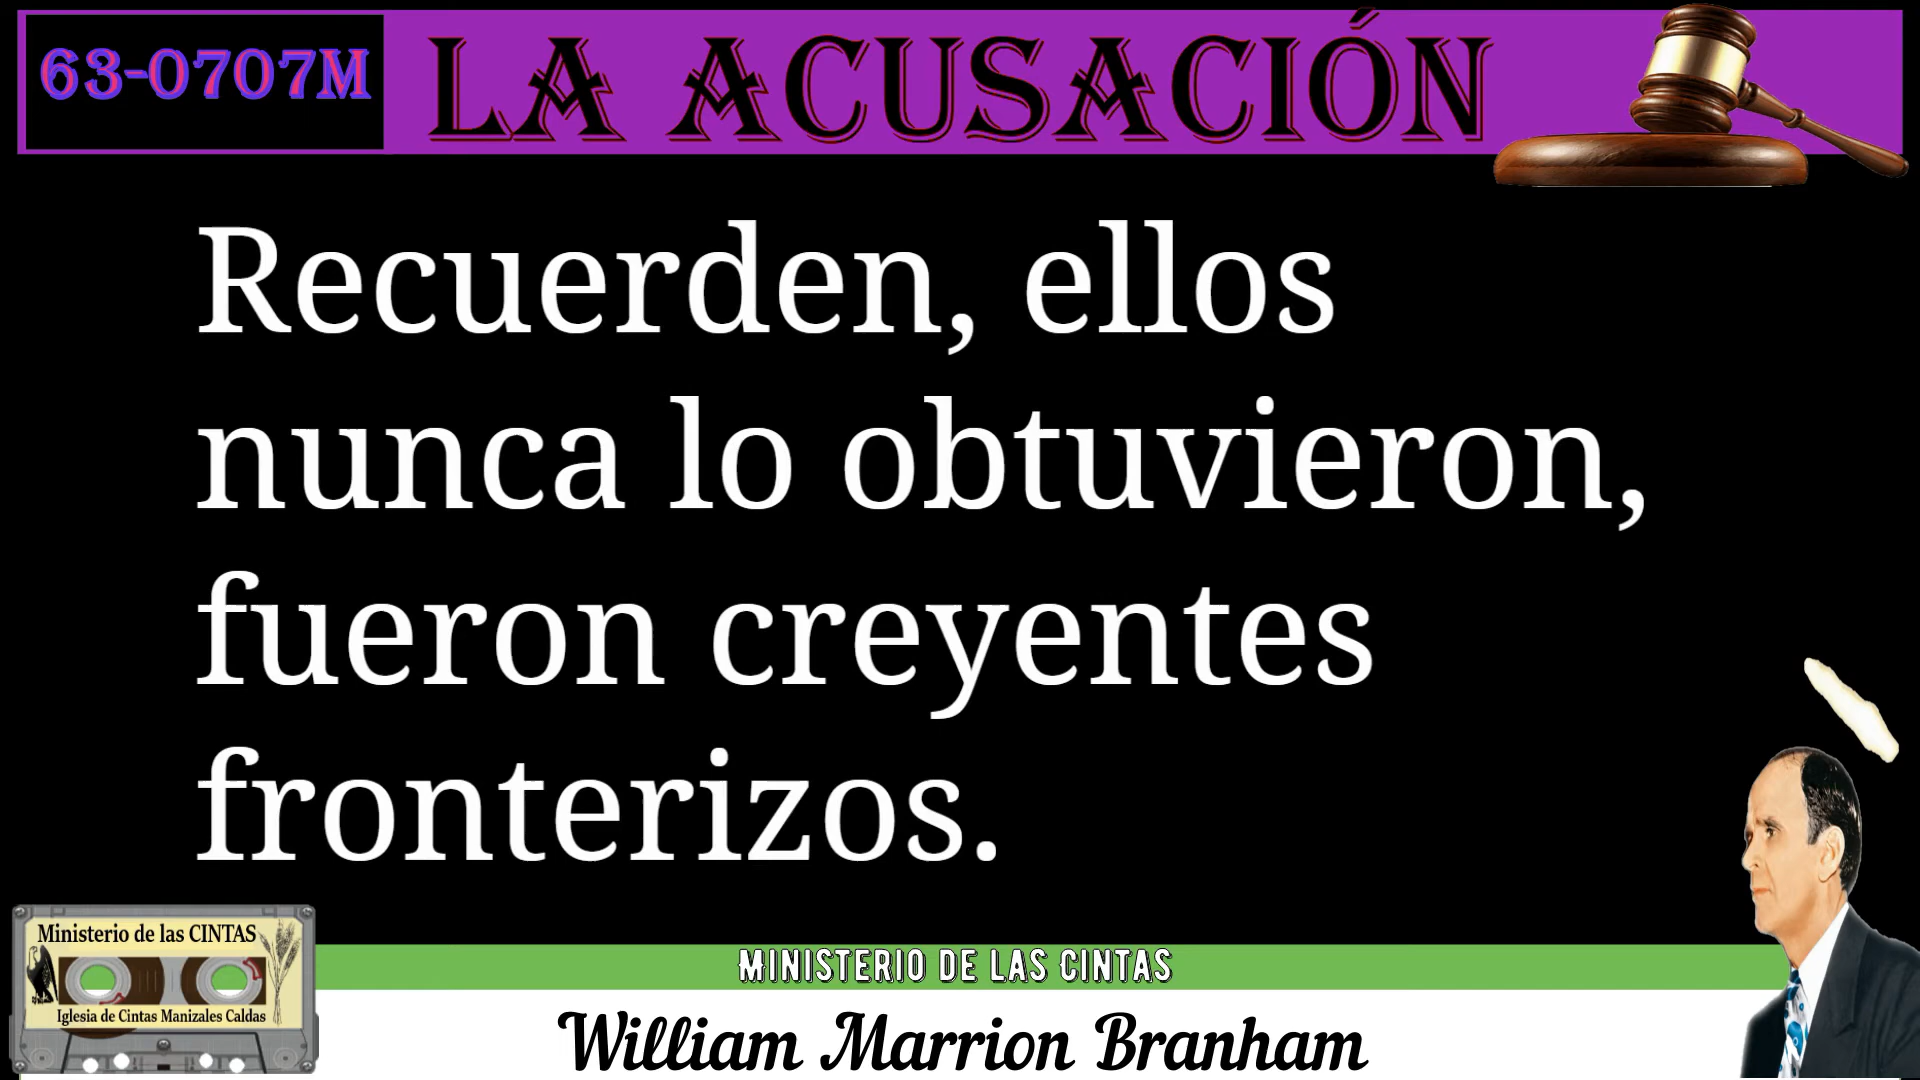 63-0707M
LA ACUSACIÓN
Recuerden, ellos
nunca lo obtuvieron,
fueron creyentes
fronterizos.
Ministerio de las CINTAS
Iglesia de Cintas Manizales Caldas
MINISTERIO DE LAS CINTAS
William Marrion Branham